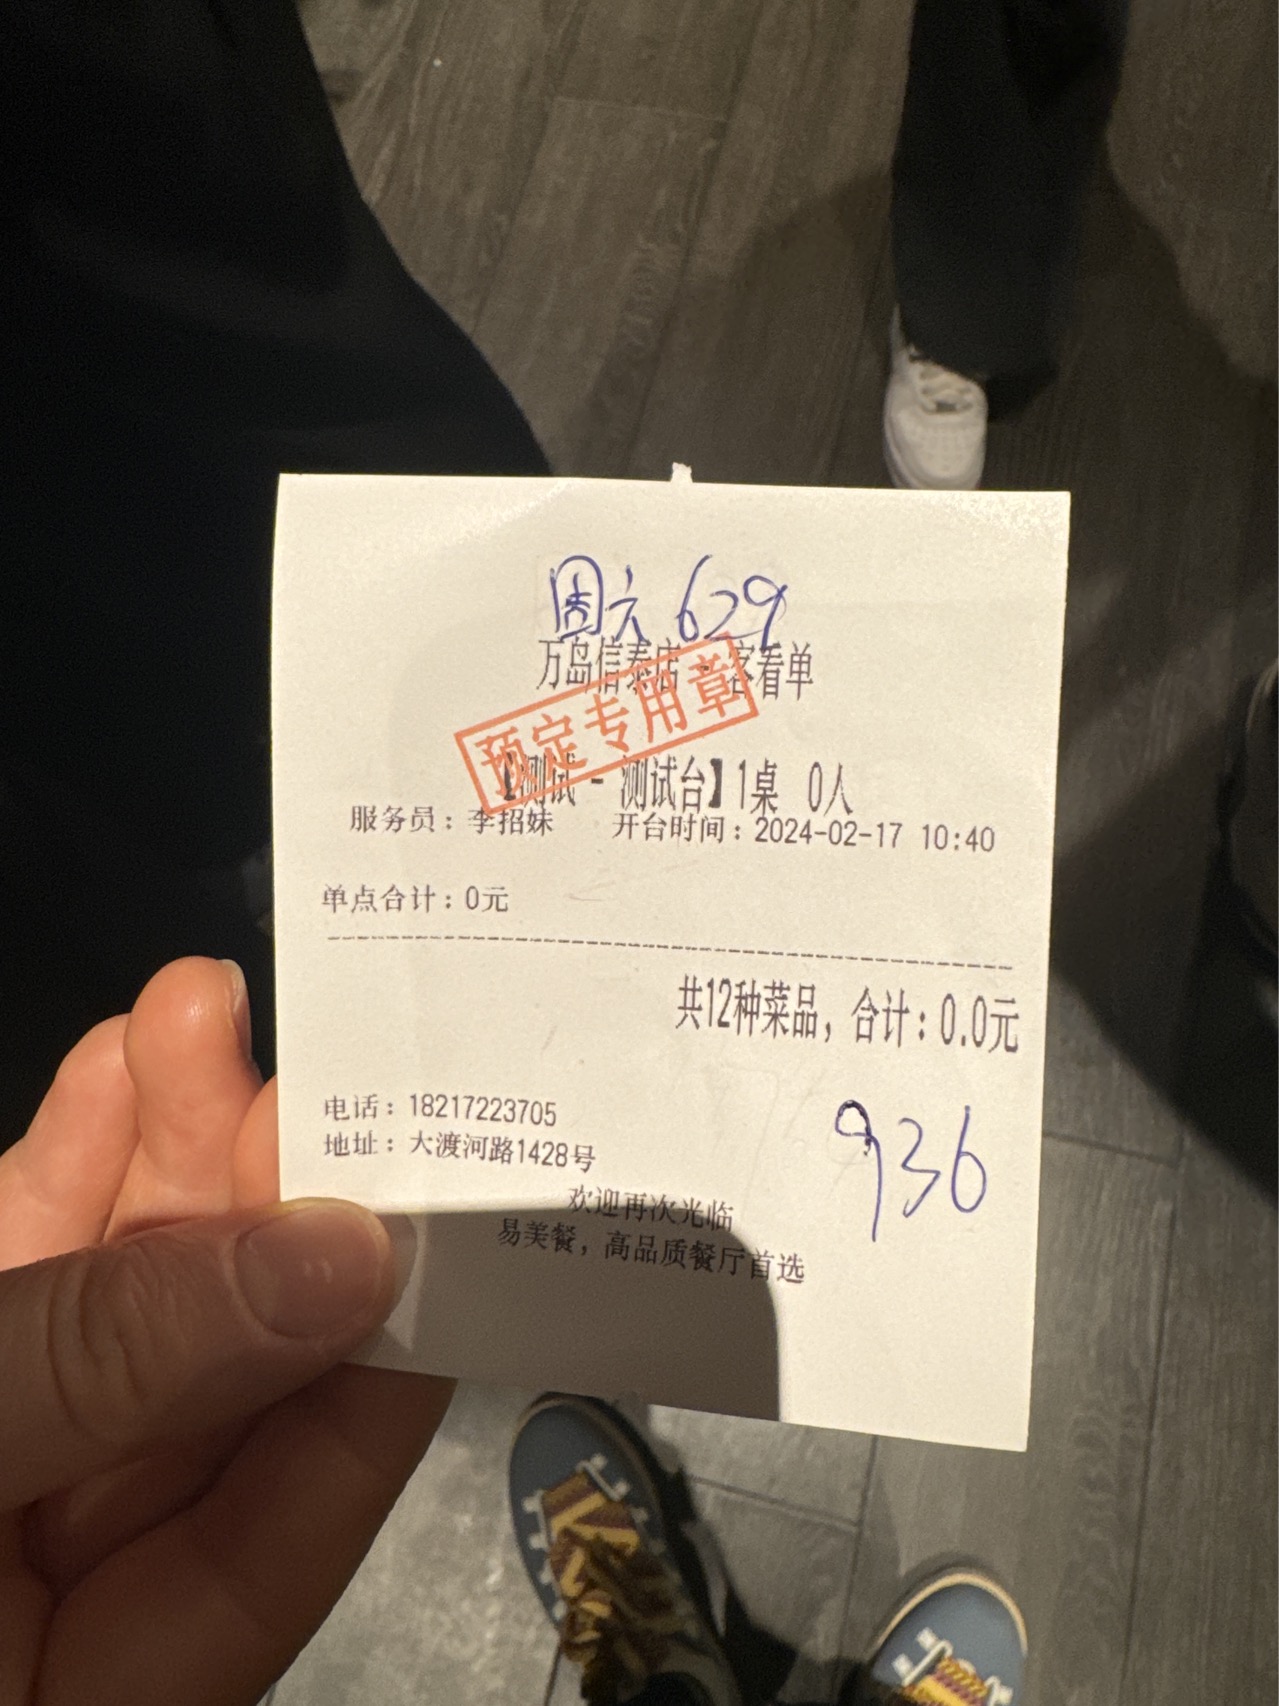 周六 629
万岛信泰店 客看单
预定专用章
【测试 - 测试台】1桌 0人
服务员：李招妹 开台时间：2024-02-17 10:40
单点合计：0元
共12种菜品，合计：0.0元
936
电话：18217223705
地址：大渡河路1428号
欢迎再次光临
易美餐，高品质餐厅首选